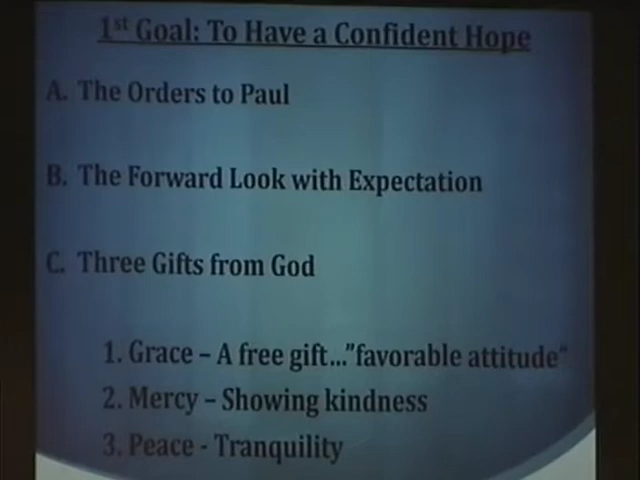 1st Goal: To Have a Confident Hope
A. The Orders to Paul
B. The Forward Look with Expectation
C. Three Gifts from God
1. Grace – A free gift..."favorable attitude"
2. Mercy – Showing kindness
3. Peace - Tranquility